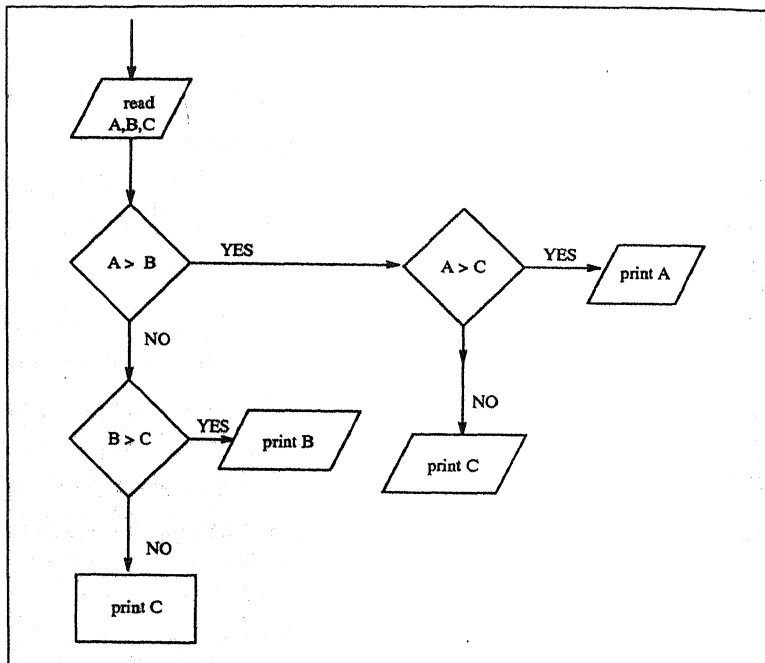 read
A,B,C
A > B
YES
A > C
YES
print A
NO
B > C
YES
print B
NO
print C
NO
print C